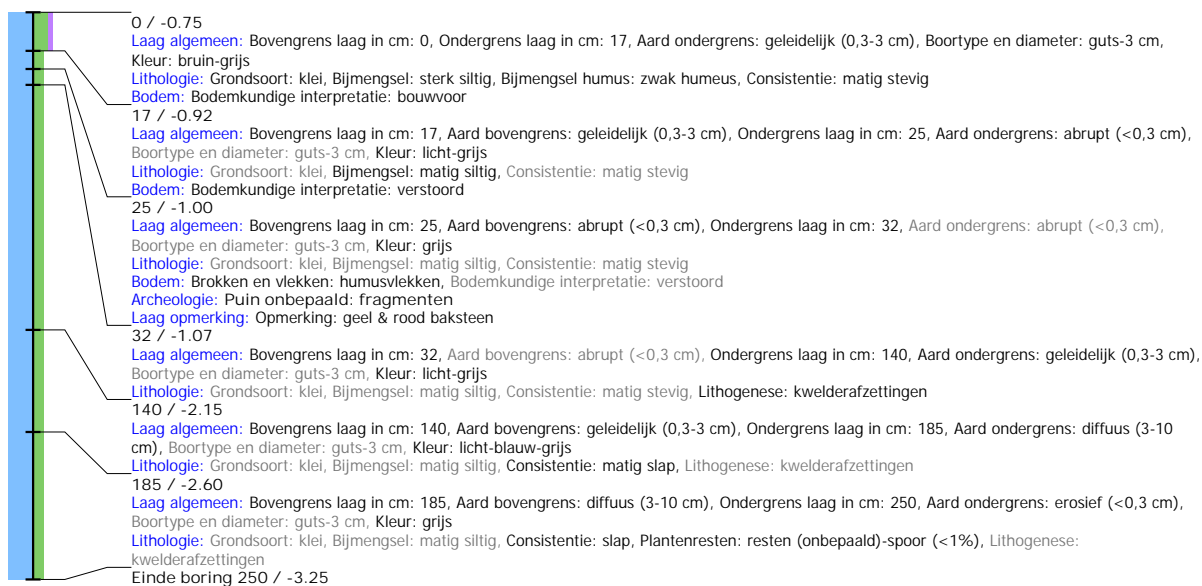 0 / -0.75
Laag algemeen: Bovengrens laag in cm: 0, Ondergrens laag in cm: 17, Aard ondergrens: geleidelijk (0,3-3 cm), Boortype en diameter: guts-3 cm,
Kleur: bruin-grijs
Lithologie: Grondsoort: klei, Bijmengsel: sterk siltig, Bijmengsel humus: zwak humeus, Consistentie: matig stevig
Bodem: Bodemkundige interpretatie: bouwvoor
17 / -0.92
Laag algemeen: Bovengrens laag in cm: 17, Aard bovengrens: geleidelijk (0,3-3 cm), Ondergrens laag in cm: 25, Aard ondergrens: abrupt (<0,3 cm),
Boortype en diameter: guts-3 cm, Kleur: licht-grijs
Lithologie: Grondsoort: klei, Bijmengsel: matig siltig, Consistentie: matig stevig
Bodem: Bodemkundige interpretatie: verstoord
25 / -1.00
Laag algemeen: Bovengrens laag in cm: 25, Aard bovengrens: abrupt (<0,3 cm), Ondergrens laag in cm: 32, Aard ondergrens: abrupt (<0,3 cm),
Boortype en diameter: guts-3 cm, Kleur: grijs
Lithologie: Grondsoort: klei, Bijmengsel: matig siltig, Consistentie: matig stevig
Bodem: Brokken en vlekken: humusvlekken, Bodemkundige interpretatie: verstoord
Archeologie: Puin onbepaald: fragmenten
Laag opmerking: Opmerking: geel & rood baksteen
32 / -1.07
Laag algemeen: Bovengrens laag in cm: 32, Aard bovengrens: abrupt (<0,3 cm), Ondergrens laag in cm: 140, Aard ondergrens: geleidelijk (0,3-3 cm),
Boortype en diameter: guts-3 cm, Kleur: licht-grijs
Lithologie: Grondsoort: klei, Bijmengsel: matig siltig, Consistentie: matig stevig, Lithogenese: kwelderafzettingen
140 / -2.15
Laag algemeen: Bovengrens laag in cm: 140, Aard bovengrens: geleidelijk (0,3-3 cm), Ondergrens laag in cm: 185, Aard ondergrens: diffuus (3-10
cm), Boortype en diameter: guts-3 cm, Kleur: licht-blauw-grijs
Lithologie: Grondsoort: klei, Bijmengsel: matig siltig, Consistentie: matig slap, Lithogenese: kwelderafzettingen
185 / -2.60
Laag algemeen: Bovengrens laag in cm: 185, Aard bovengrens: diffuus (3-10 cm), Ondergrens laag in cm: 250, Aard ondergrens: erosief (<0,3 cm),
Boortype en diameter: guts-3 cm, Kleur: grijs
Lithologie: Grondsoort: klei, Bijmengsel: matig siltig, Consistentie: slap, Plantenresten: resten (onbepaald)-spoor (<1%), Lithogenese:
kwelderafzettingen
Einde boring 250 / -3.25